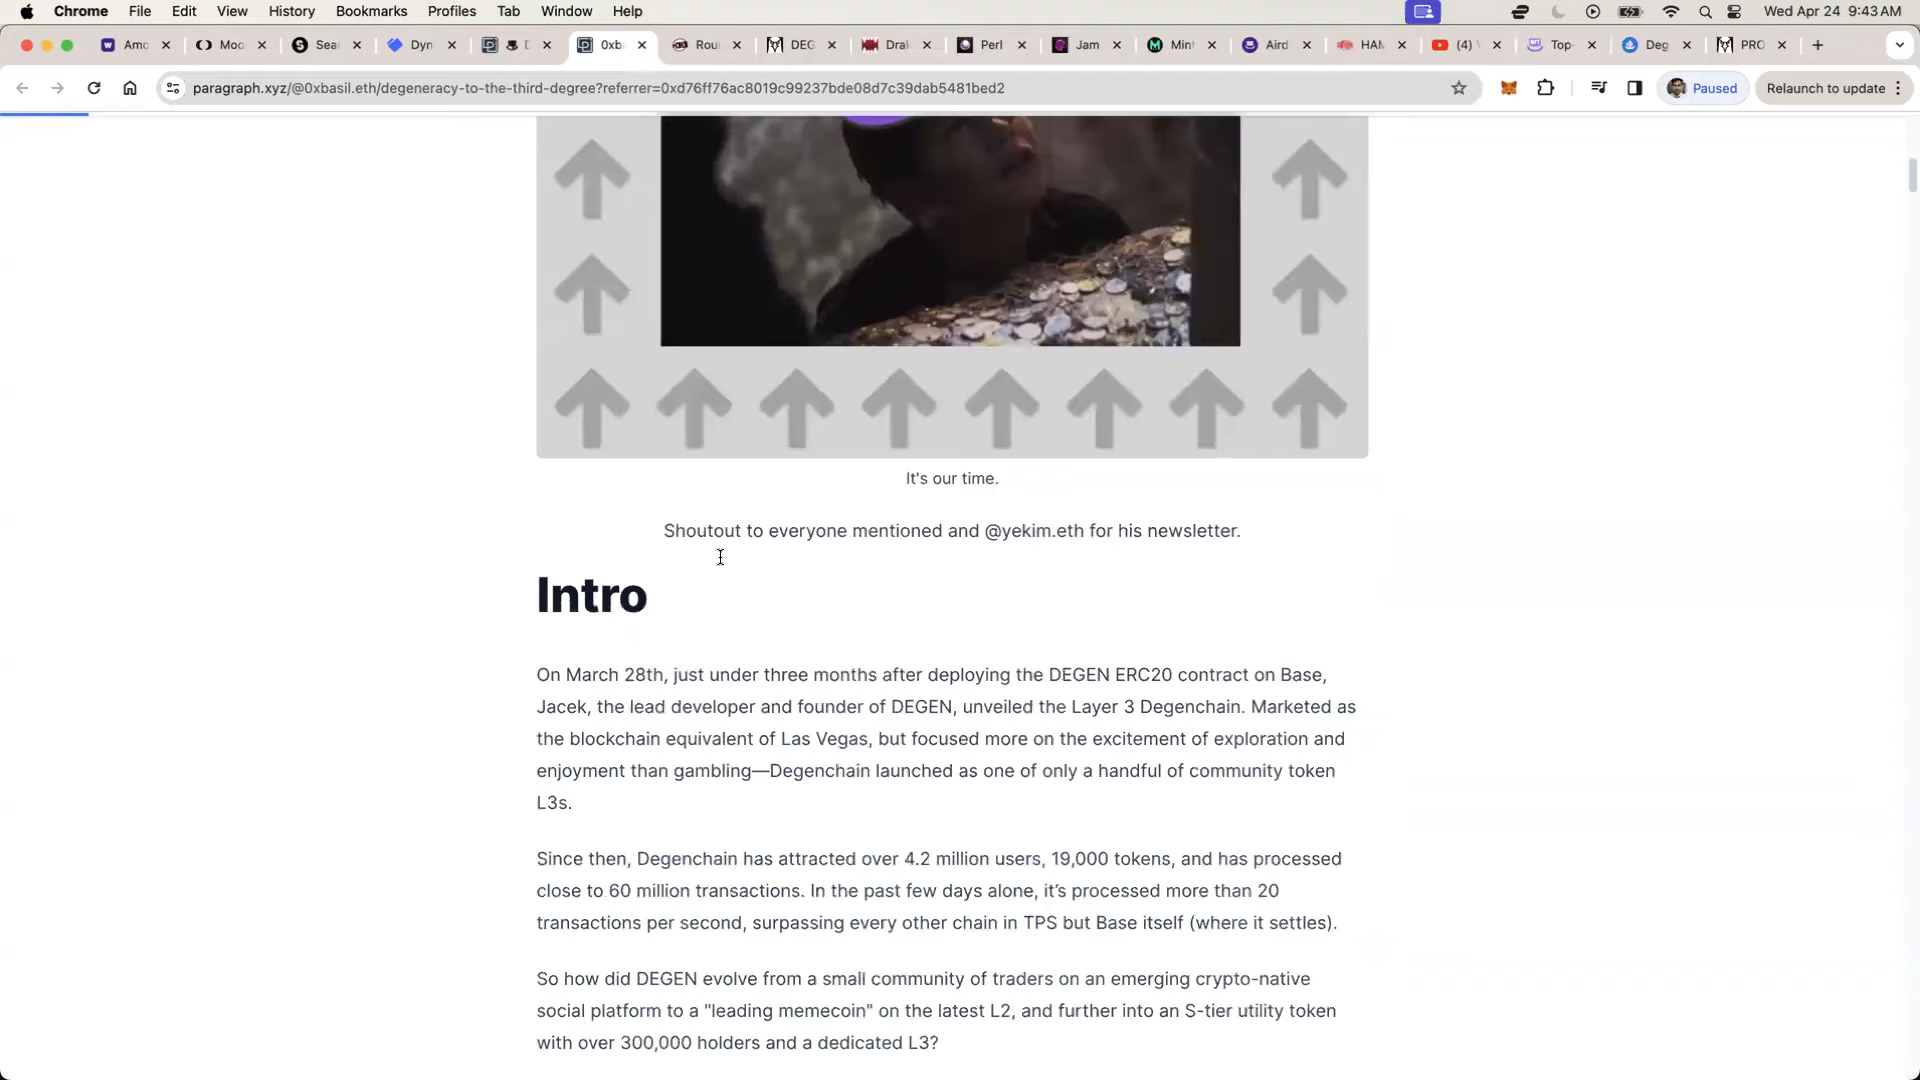 Chrome File Edit View History Bookmarks Profiles Tab Window Help Wed Apr 24 9:43 AM
Amo Moo Sea Dyn D 0xb Rou DEG Dral Perl Jam Mint Aird HAM (4) Top Deg PRO
paragraph.xyz/@0xbasil.eth/degeneracy-to-the-third-degree?referrer=0xd76ff76ac8019c99237bde08d7c39dab5481bed2 Paused Relaunch to update
It's our time.
Shoutout to everyone mentioned and @yekim.eth for his newsletter.
Intro
On March 28th, just under three months after deploying the DEGEN ERC20 contract on Base,
Jacek, the lead developer and founder of DEGEN, unveiled the Layer 3 Degenchain. Marketed as
the blockchain equivalent of Las Vegas, but focused more on the excitement of exploration and
enjoyment than gambling—Degenchain launched as one of only a handful of community token
L3s.
Since then, Degenchain has attracted over 4.2 million users, 19,000 tokens, and has processed
close to 60 million transactions. In the past few days alone, it’s processed more than 20
transactions per second, surpassing every other chain in TPS but Base itself (where it settles).
So how did DEGEN evolve from a small community of traders on an emerging crypto-native
social platform to a "leading memecoin" on the latest L2, and further into an S-tier utility token
with over 300,000 holders and a dedicated L3?